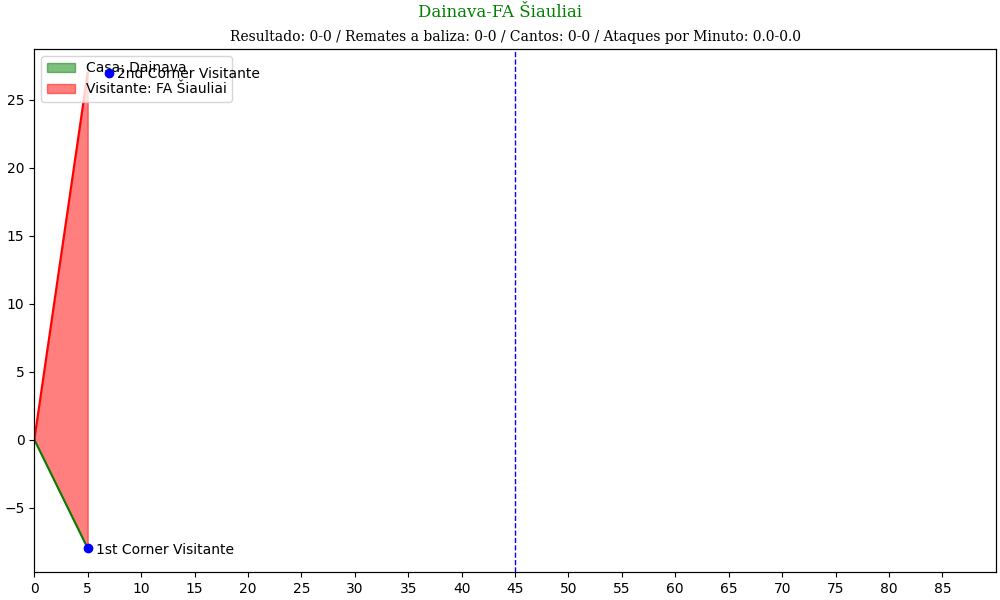 Dainava-FA Šiauliai
Resultado: 0-0 / Remates a baliza: 0-0 / Cantos: 0-0 / Ataques por Minuto: 0.0-0.0
Casa: Dainava
2nd Corner Visitante
Visitante: FA Šiauliai
25
20
15
10
5
0
−5
1st Corner Visitante
0 5 10 15 20 25 30 35 40 45 50 55 60 65 70 75 80 85